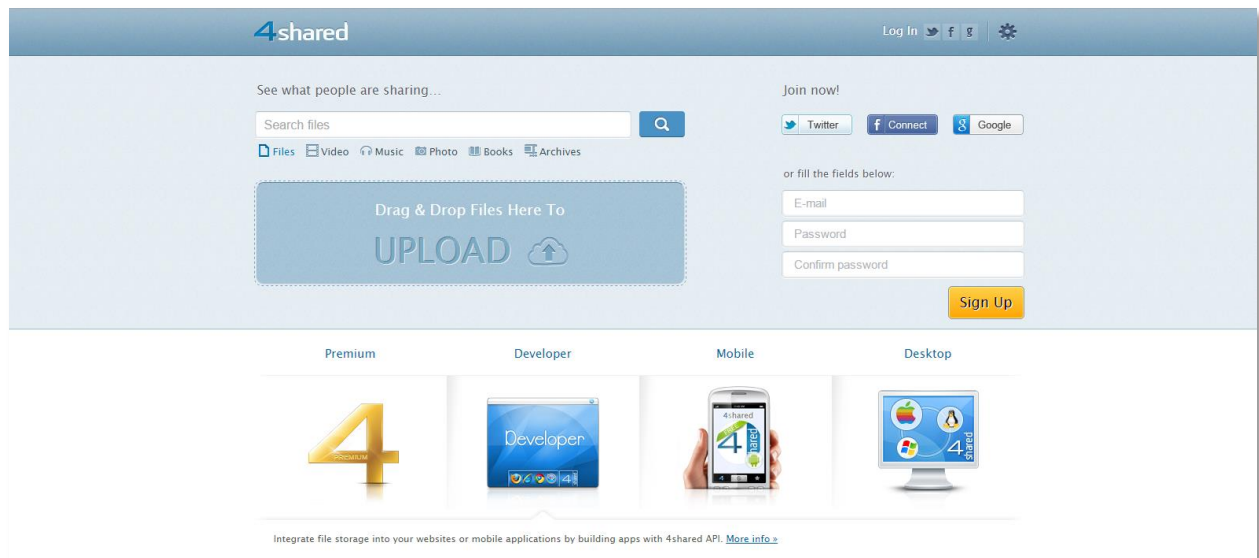 4shared
Log In
See what people are sharing...
Join now!
Search files
Twitter
Connect
Google
Files Video Music Photo Books Archives
or fill the fields below:
Drag & Drop Files Here To
UPLOAD
E-mail
Password
Confirm password
Sign Up
Premium
Developer
Mobile
Desktop
4
PREMIUM
Developer
4shared
4shared
4shared
Integrate file storage into your websites or mobile applications by building apps with 4shared API. More info »